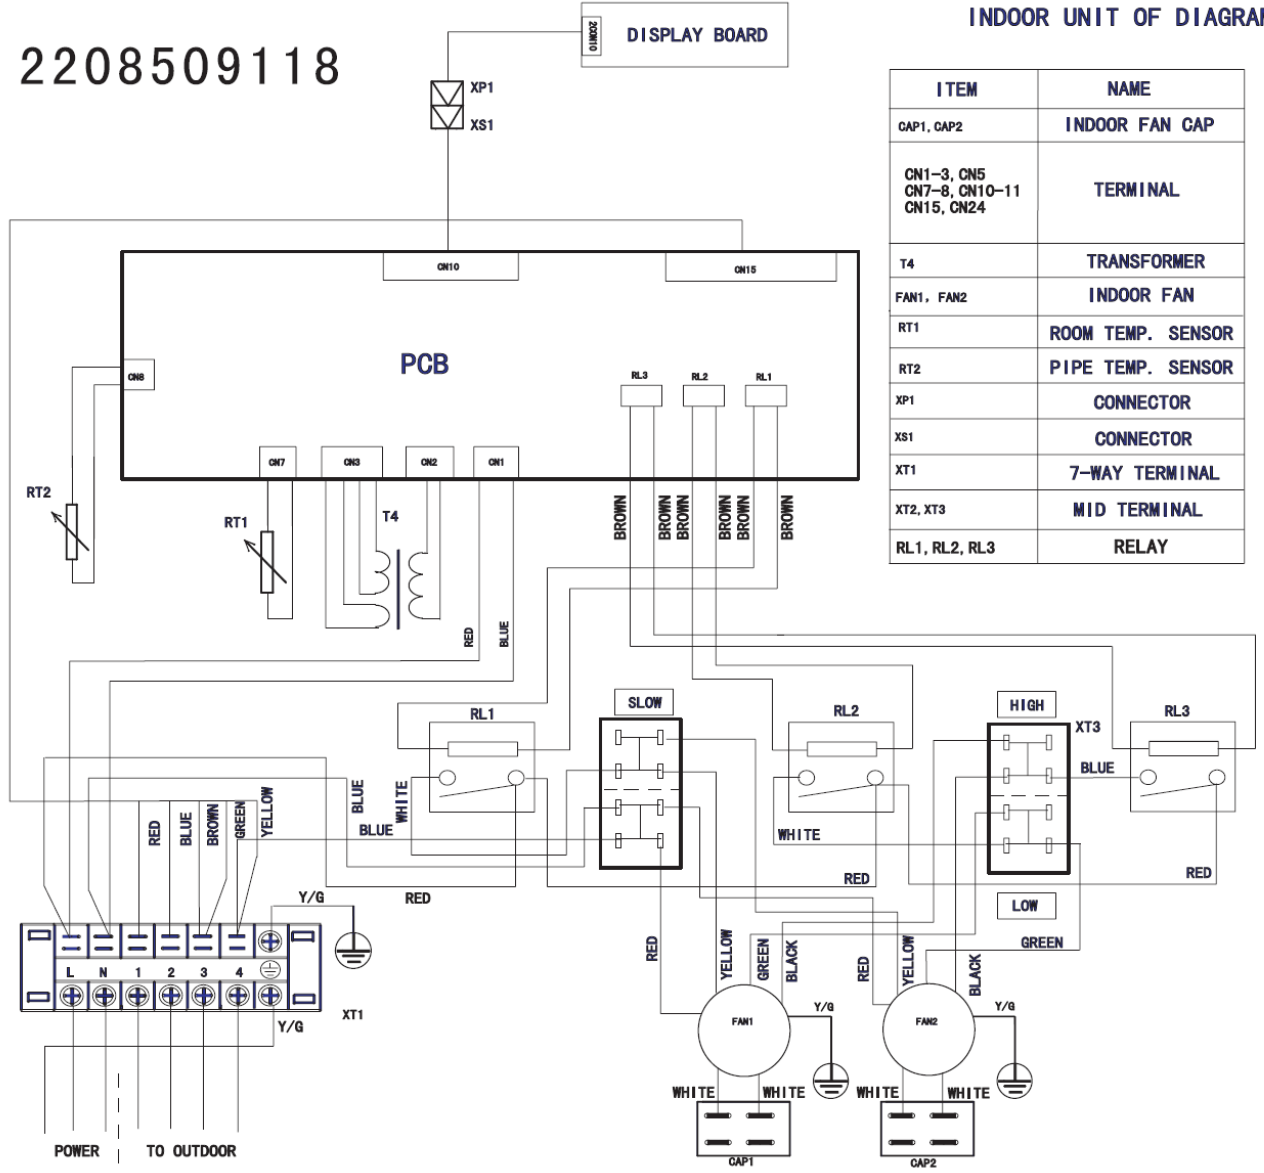 INDOOR UNIT OF DIAGRAM
2208509118
DISPLAY BOARD
XP1
XS1
ITEM NAME
CAP1, CAP2 INDOOR FAN CAP
CN1-3, CN5
CN7-8, CN10-11
CN15, CN24
TERMINAL
T4 TRANSFORMER
FAN1, FAN2 INDOOR FAN
RT1 ROOM TEMP. SENSOR
RT2 PIPE TEMP. SENSOR
XP1 CONNECTOR
XS1 CONNECTOR
XT1 7-WAY TERMINAL
XT2, XT3 MID TERMINAL
RL1, RL2, RL3 RELAY
CN10
CN15
PCB
CN8
RL3 RL2 RL1
CN7 CN3 CN2 CN1
RT2
RT1
T4
BROWN BROWN BROWN BROWN BROWN BROWN
RED BLUE
RL1
SLOW
RL2
HIGH
XT3
RL3
BLUE
WHITE
BLUE
BLUE
WHITE
RED BLUE BROWN GREEN YELLOW
RED
RED
RED
Y/G
LOW
GREEN
L N 1 2 3 4
XT1
Y/G
RED YELLOW GREEN BLACK
RED YELLOW BLACK
FAN1
Y/G
FAN2
Y/G
WHITE WHITE
WHITE WHITE
CAP1
CAP2
POWER TO OUTDOOR